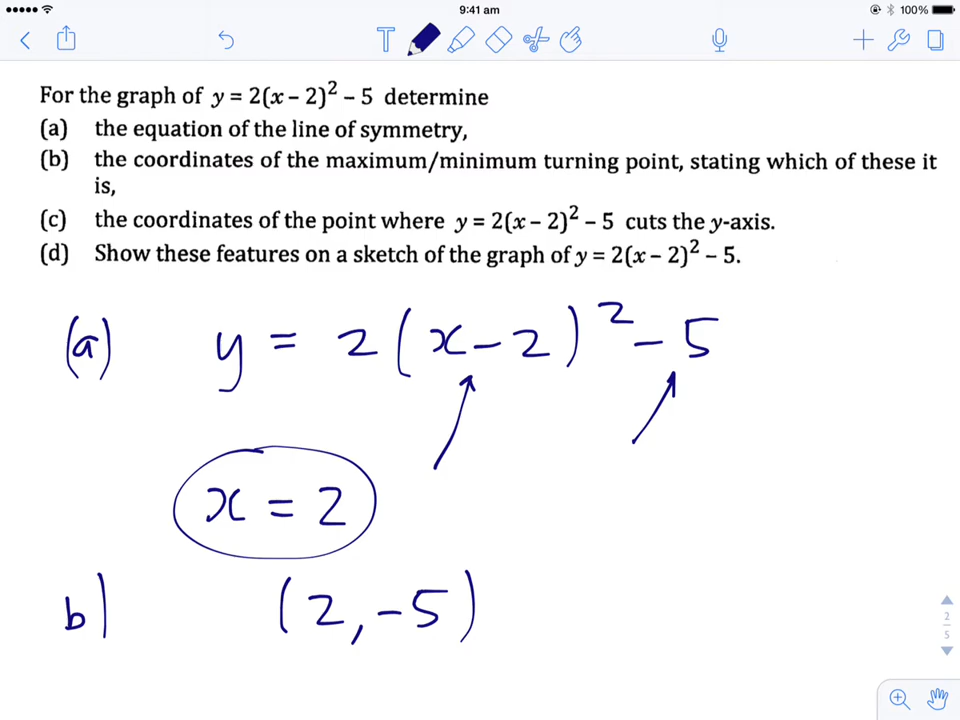 9:41 am
100%
T
For the graph of y = 2(x – 2)² – 5 determine
(a) the equation of the line of symmetry,
(b) the coordinates of the maximum/minimum turning point, stating which of these it
is,
(c) the coordinates of the point where y = 2(x – 2)² – 5 cuts the y-axis.
(d) Show these features on a sketch of the graph of y = 2(x – 2)² – 5.
(a) y = 2(x – 2)² – 5
x = 2
b) (2, -5)
2
5